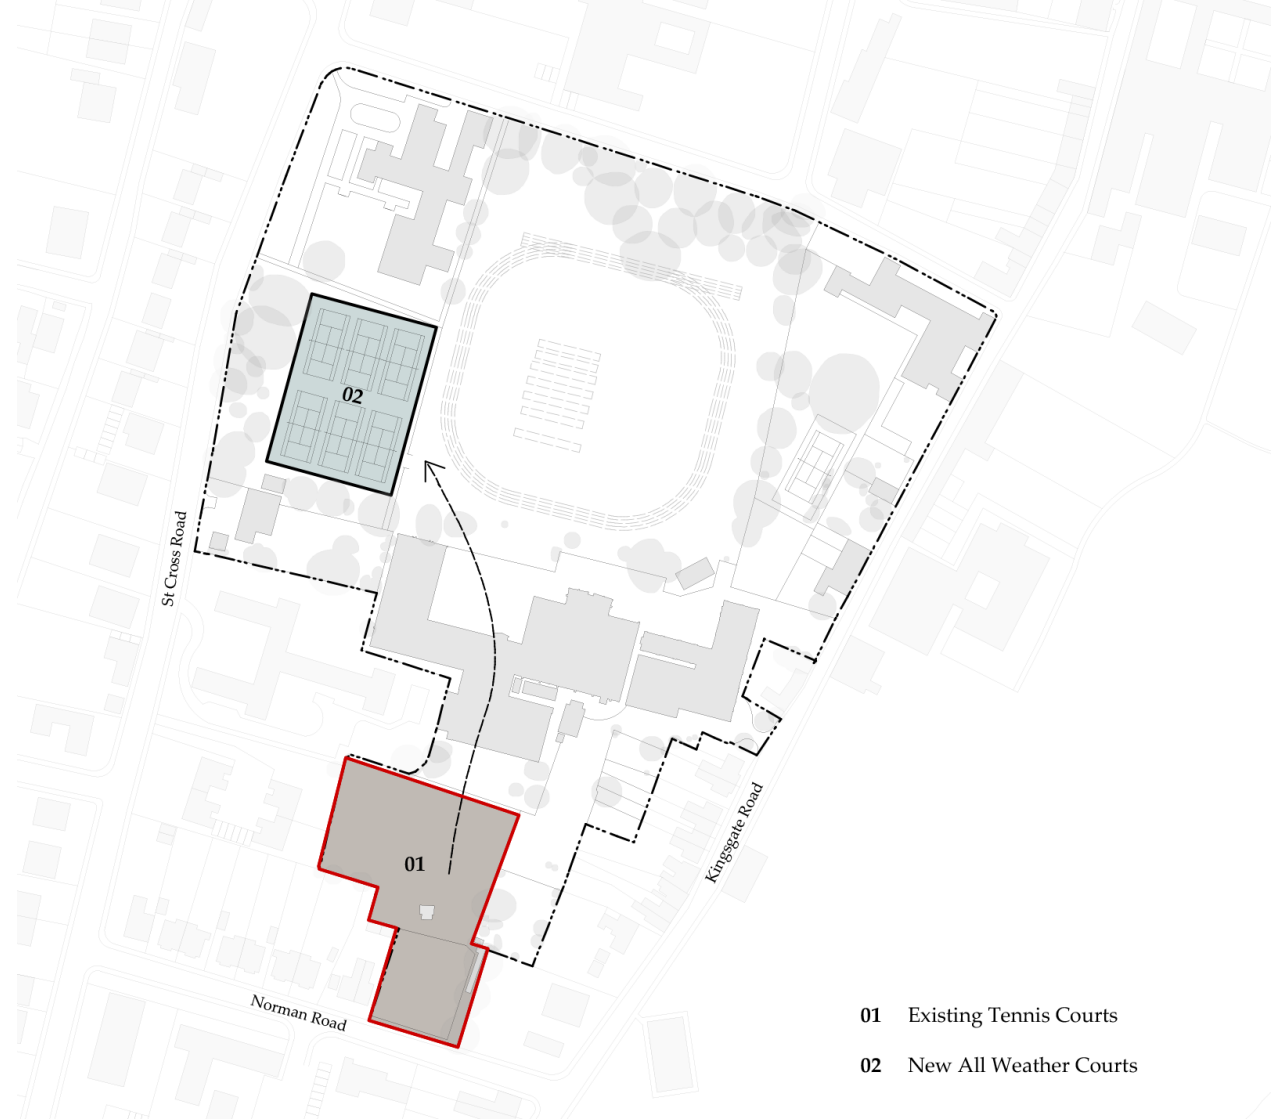 02
St Cross Road
01
Kingsgate Road
Norman Road
01 Existing Tennis Courts
02 New All Weather Courts